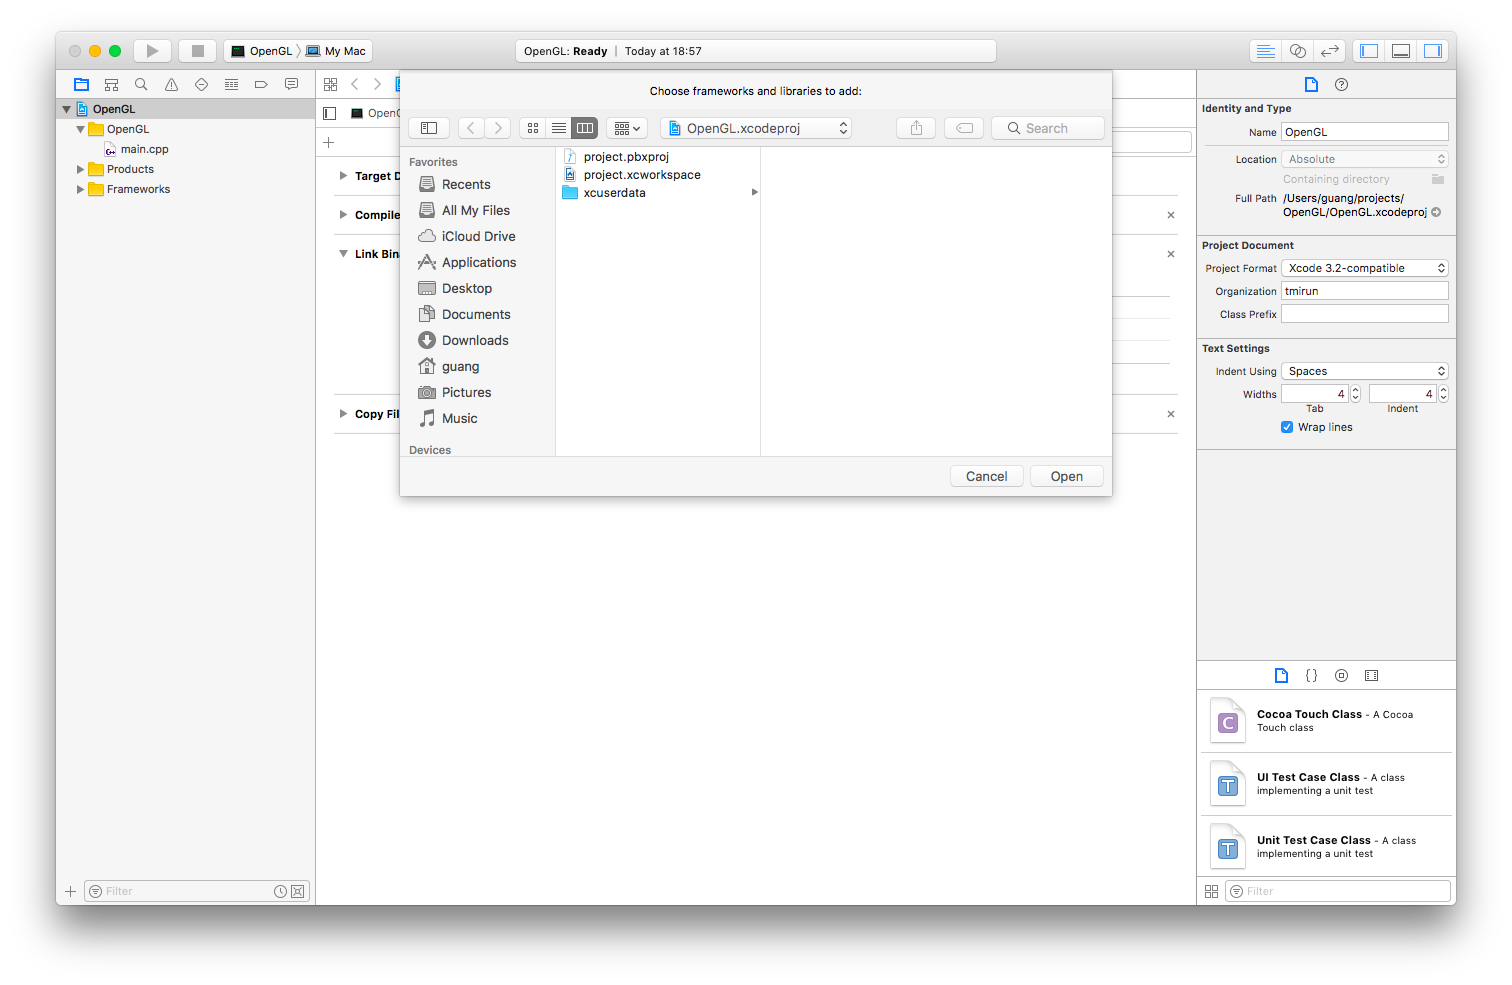 OpenGL My Mac
OpenGL: Ready | Today at 18:57
OpenGL
OpenGL
main.cpp
Products
Frameworks
Filter
Target D
Compile
Link Bin
Copy Fil
Choose frameworks and libraries to add:
OpenGL.xcodeproj
Search
Favorites
Recents
All My Files
iCloud Drive
Applications
Desktop
Documents
Downloads
guang
Pictures
Music
Devices
project.pbxproj
project.xcworkspace
xcuserdata
Cancel
Open
Identity and Type
Name OpenGL
Location Absolute
Containing directory
Full Path /Users/guang/projects/
OpenGL/OpenGL.xcodeproj
Project Document
Project Format Xcode 3.2-compatible
Organization tmirun
Class Prefix
Text Settings
Indent Using Spaces
Widths 4 4
Tab Indent
Wrap lines
{ }
C
Cocoa Touch Class - A Cocoa
Touch class
T
UI Test Case Class - A class
implementing a unit test
T
Unit Test Case Class - A class
implementing a unit test
Filter